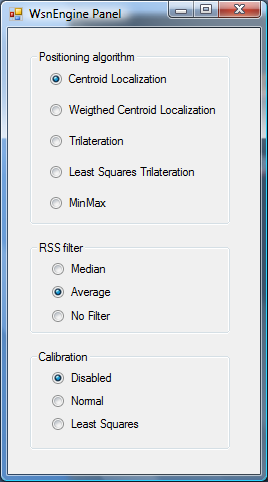 WsnEngine Panel
Positioning algorithm
Centroid Localization
Weigthed Centroid Localization
Trilateration
Least Squares Trilateration
MinMax
RSS filter
Median
Average
No Filter
Calibration
Disabled
Normal
Least Squares